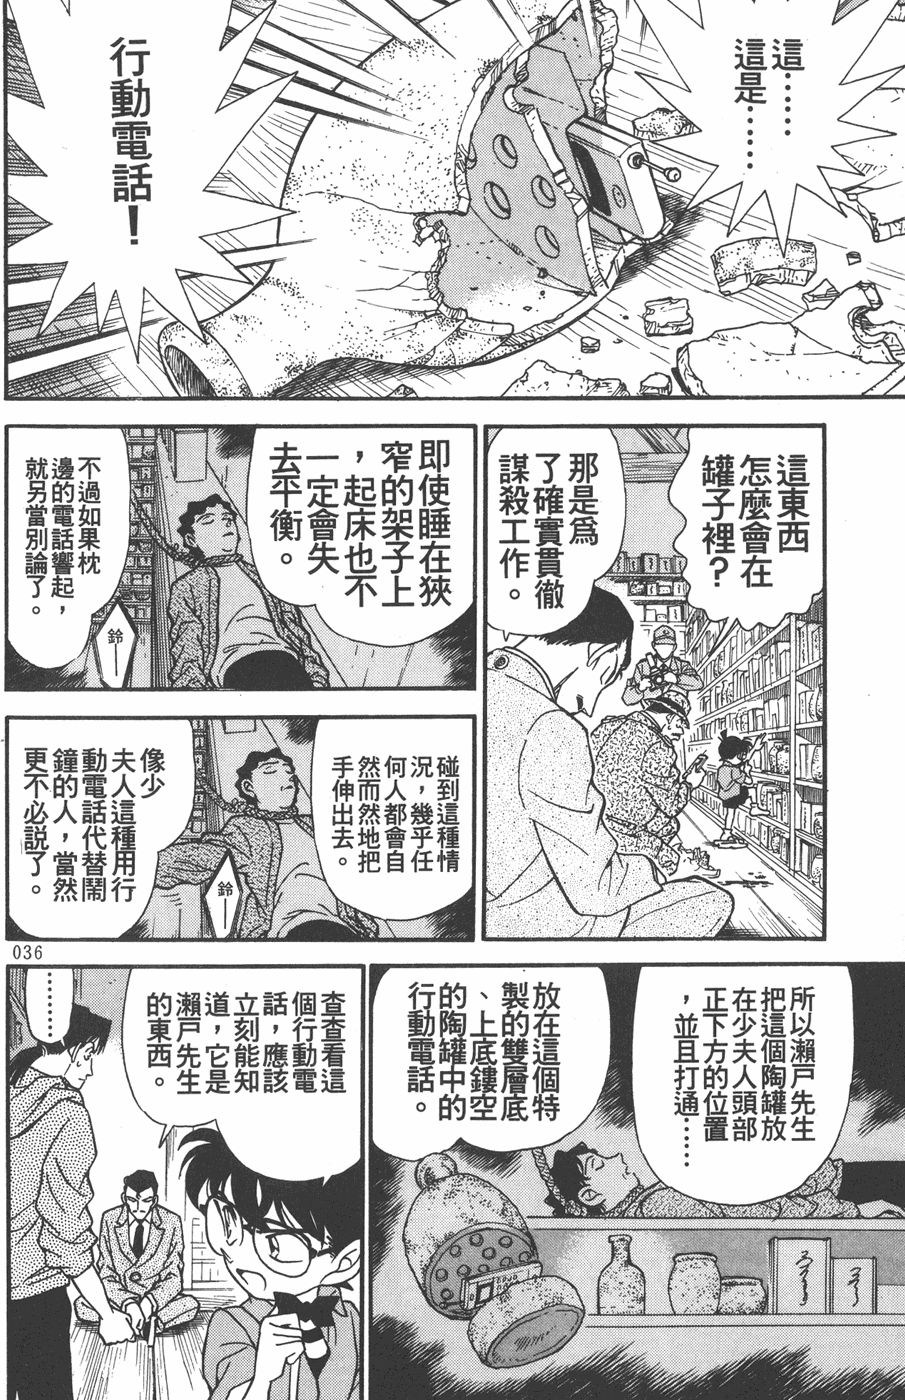 這……
這是……
行動電話！
這東西
怎麼會在
罐子裡？
那是為
了確實貫徹
謀殺工作。
即使睡在狹
窄的架子上
，起床也不
一定會失
去平衡。
不過如果枕
邊的電話響起，
就另當別論了。
鈴—
碰到這種情
況，幾乎任
何人都會自
然而然地把
手伸出去。
鈴—
像少
夫人這種用行
動電話代替鬧
鐘的人，當然
更不必說了。
036
所以瀨戶先生
把這個陶罐放
在少夫人頭部
正下方的位置
，並且打通……
放在這個特
製的雙層底
、上底鏤空
的陶罐中的
行動電話。
查查看這
個行動電
話，應該
立刻能知
道，它是
瀨戶先生
的東西。
………